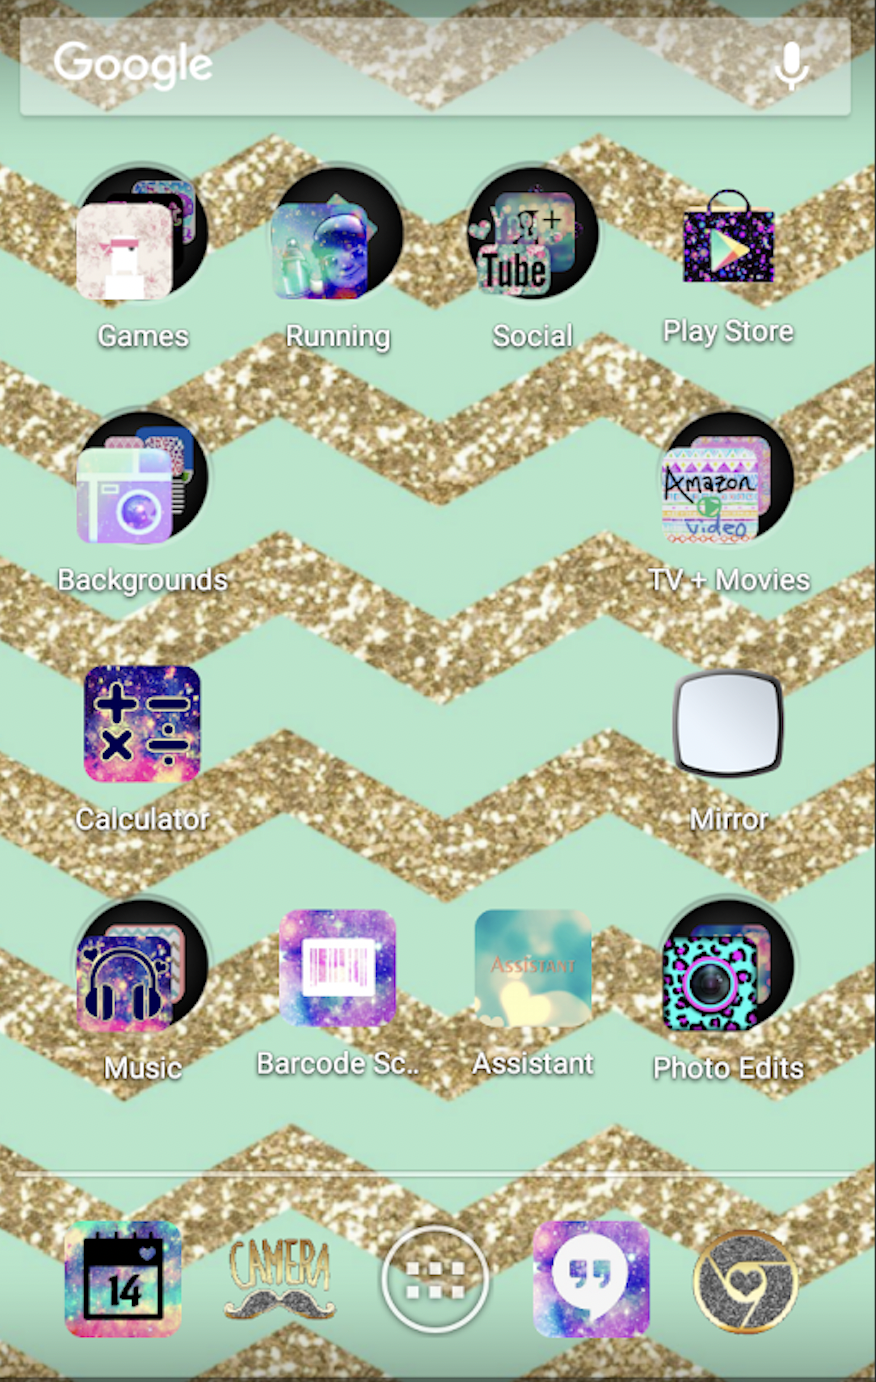 Google
Tube
Games
Running
Social
Play Store
Amazon
video
Backgrounds
TV + Movies
Calculator
Mirror
Assistant
Music
Barcode Sc..
Assistant
Photo Edits
14
CAMERA